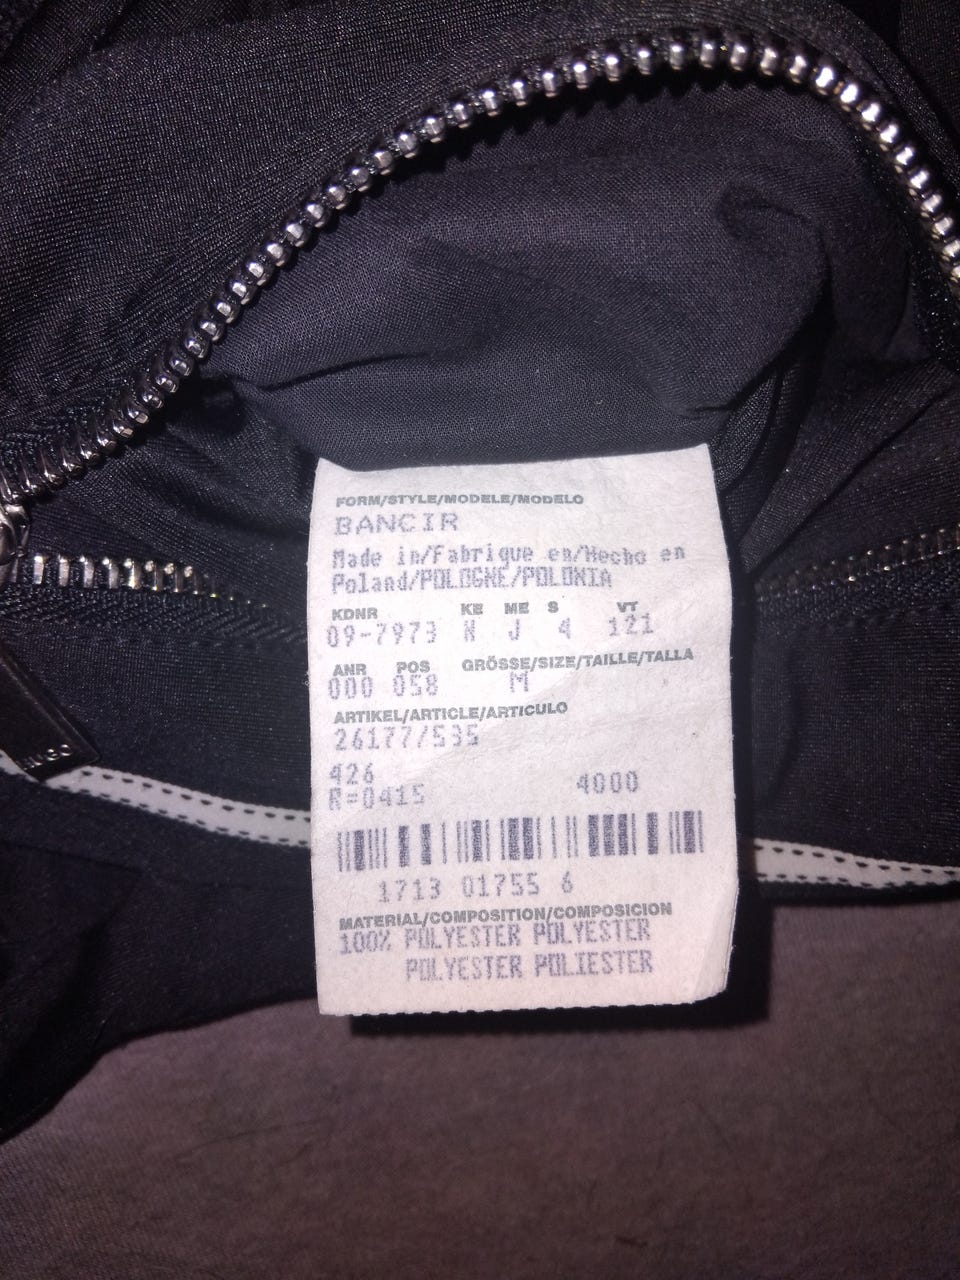 FORM/STYLE/MODELE/MODELO
BANCIR
Made in/Fabrique en/Hecho en
Poland/POLOGNE/POLONIA
KDNR KE ME S VT
09-7973 N J 4 121
ANR POS GRÖSSE/SIZE/TAILLE/TALLA
000 058 M
ARTIKEL/ARTICLE/ARTICULO
26177/535
426
R=0415 4000
1713 01755 6
MATERIAL/COMPOSITION/COMPOSICION
100% POLYESTER POLYESTER
POLYESTER POLIESTER